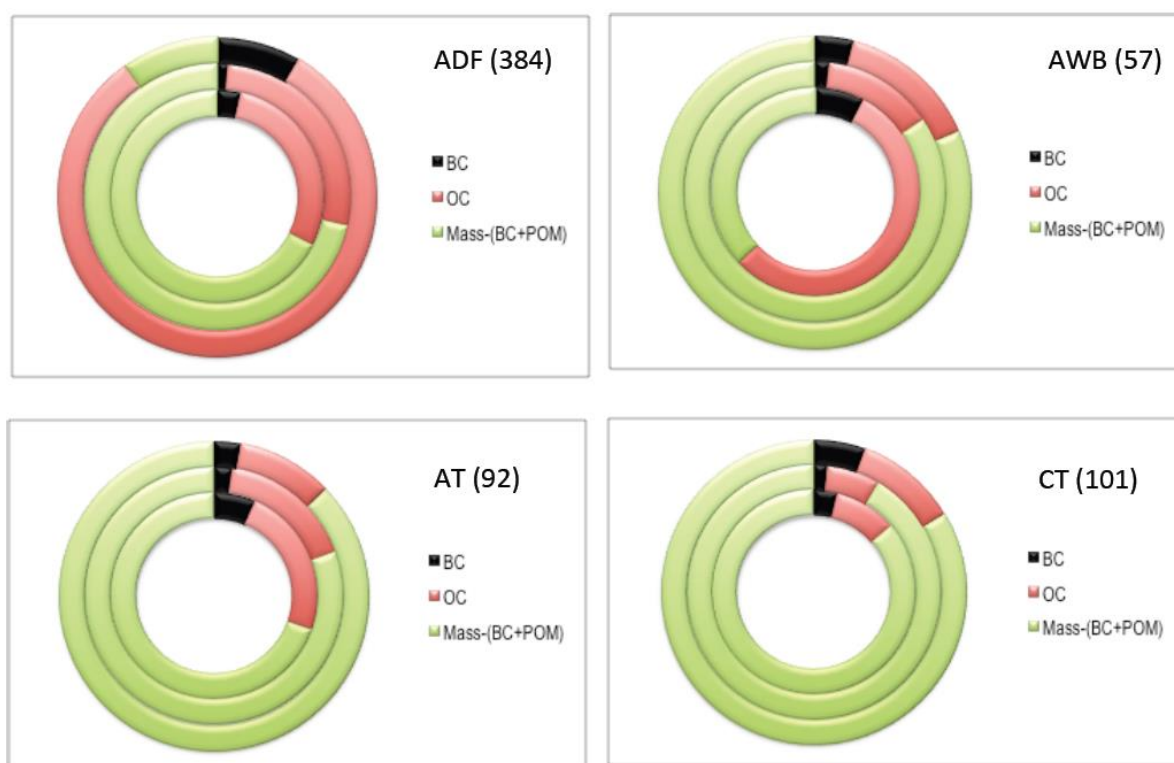 ADF (384)
BC
OC
Mass-(BC+POM)
AWB (57)
BC
OC
Mass-(BC+POM)
AT (92)
BC
OC
Mass-(BC+POM)
CT (101)
BC
OC
Mass-(BC+POM)